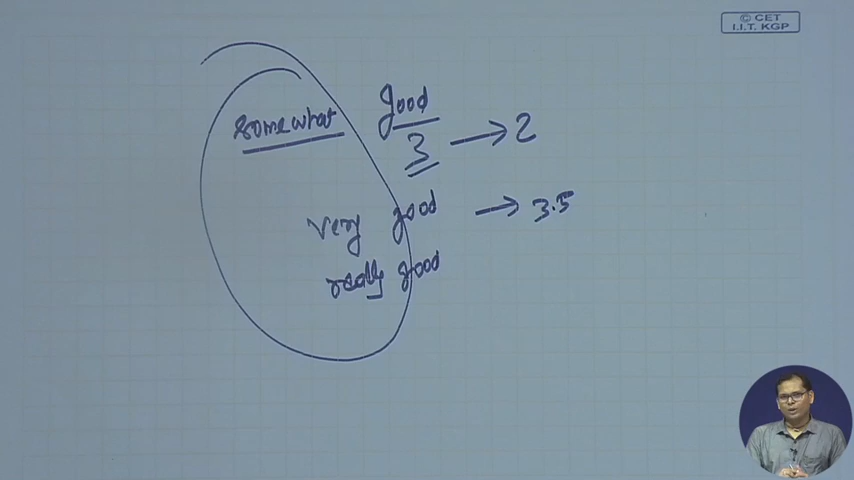 © CET
I.I.T. KGP
somewhat good
3 → 2
very good → 3.5
really good